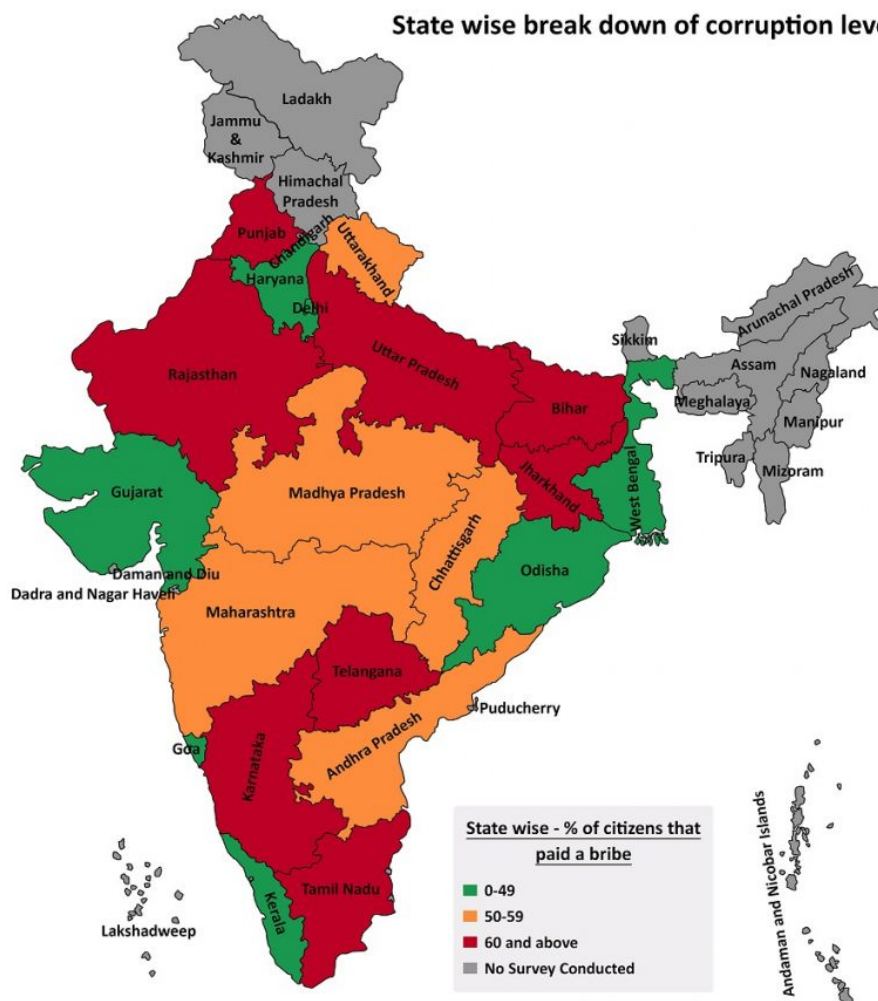 State wise break down of corruption leve
Ladakh
Jammu
&
Kashmir
Himachal
Pradesh
Punjab
Chandigarh
Uttarakhand
Haryana
Delhi
Rajasthan
Uttar Pradesh
Bihar
Sikkim
Arunachal Pradesh
Assam
Nagaland
Meghalaya
Manipur
Tripura
Mizoram
Gujarat
Madhya Pradesh
Jharkhand
West Bengal
Chhattisgarh
Odisha
Daman and Diu
Dadra and Nagar Haveli
Maharashtra
Telangana
Puducherry
Andhra Pradesh
Goa
Karnataka
Tamil Nadu
Kerala
Lakshadweep
Andaman and Nicobar Islands
State wise - % of citizens that
paid a bribe
0-49
50-59
60 and above
No Survey Conducted